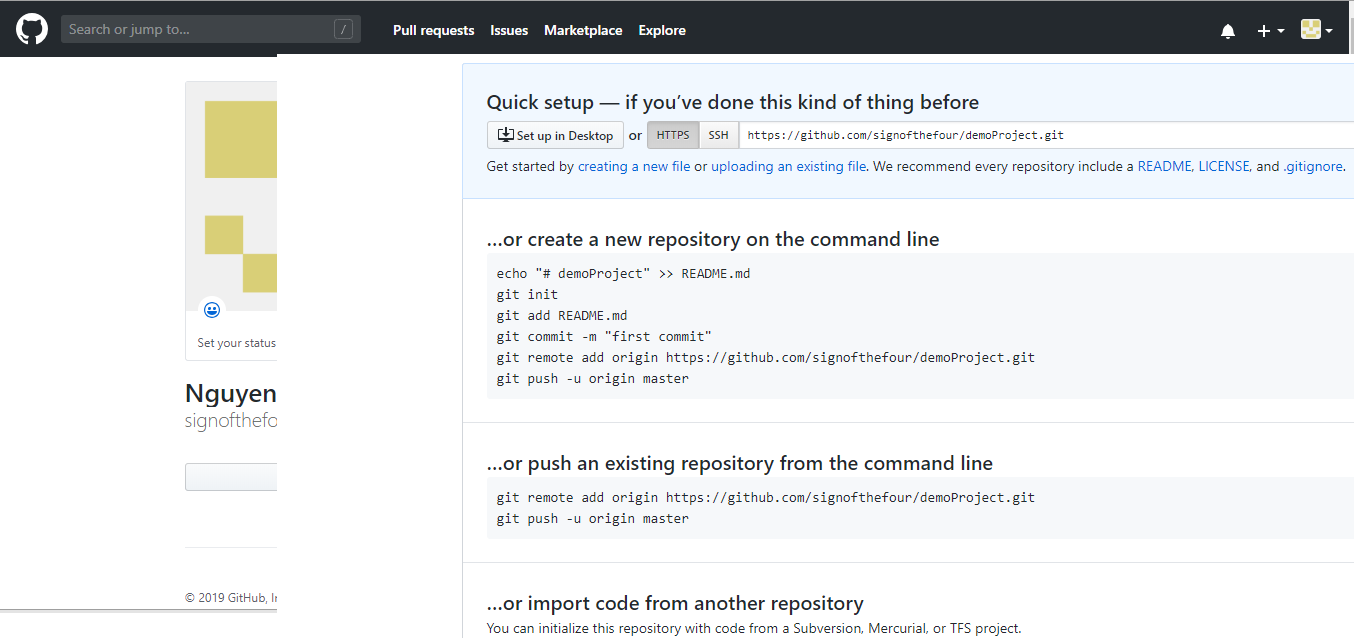 Search or jump to... /
Pull requests Issues Marketplace Explore
Set your status
Nguyen
signofthefo
© 2019 GitHub, In
Quick setup — if you’ve done this kind of thing before
Set up in Desktop or HTTPS SSH https://github.com/signofthefour/demoProject.git
Get started by creating a new file or uploading an existing file. We recommend every repository include a README, LICENSE, and .gitignore.
…or create a new repository on the command line
echo "# demoProject" >> README.md
git init
git add README.md
git commit -m "first commit"
git remote add origin https://github.com/signofthefour/demoProject.git
git push -u origin master
…or push an existing repository from the command line
git remote add origin https://github.com/signofthefour/demoProject.git
git push -u origin master
…or import code from another repository
You can initialize this repository with code from a Subversion, Mercurial, or TFS project.